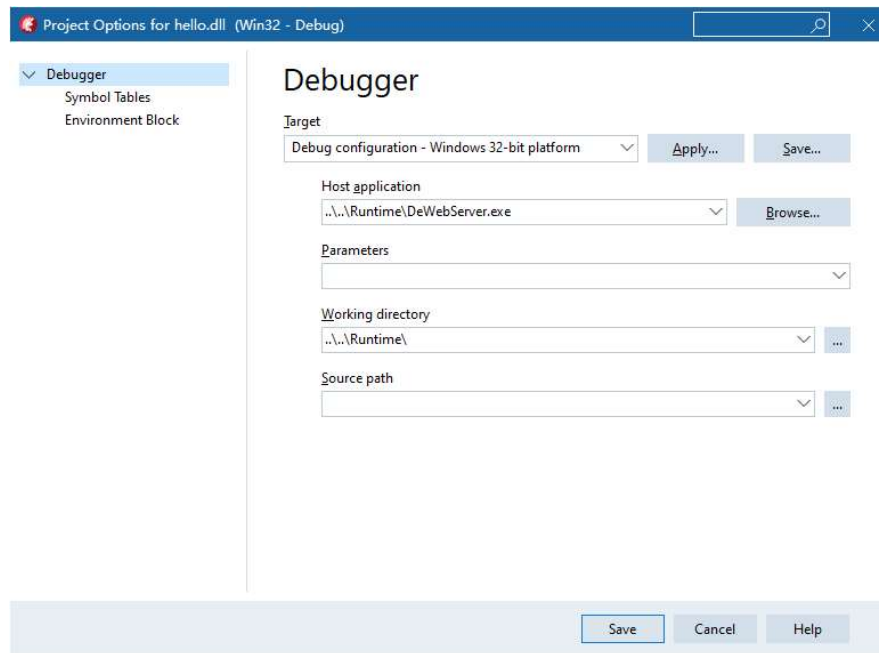 Project Options for hello.dll (Win32 - Debug)
Debugger
Symbol Tables
Environment Block
Debugger
Target
Debug configuration - Windows 32-bit platform
Apply...
Save...
Host application
..\..\Runtime\DeWebServer.exe
Browse...
Parameters
Working directory
..\..\Runtime\
...
Source path
...
Save
Cancel
Help